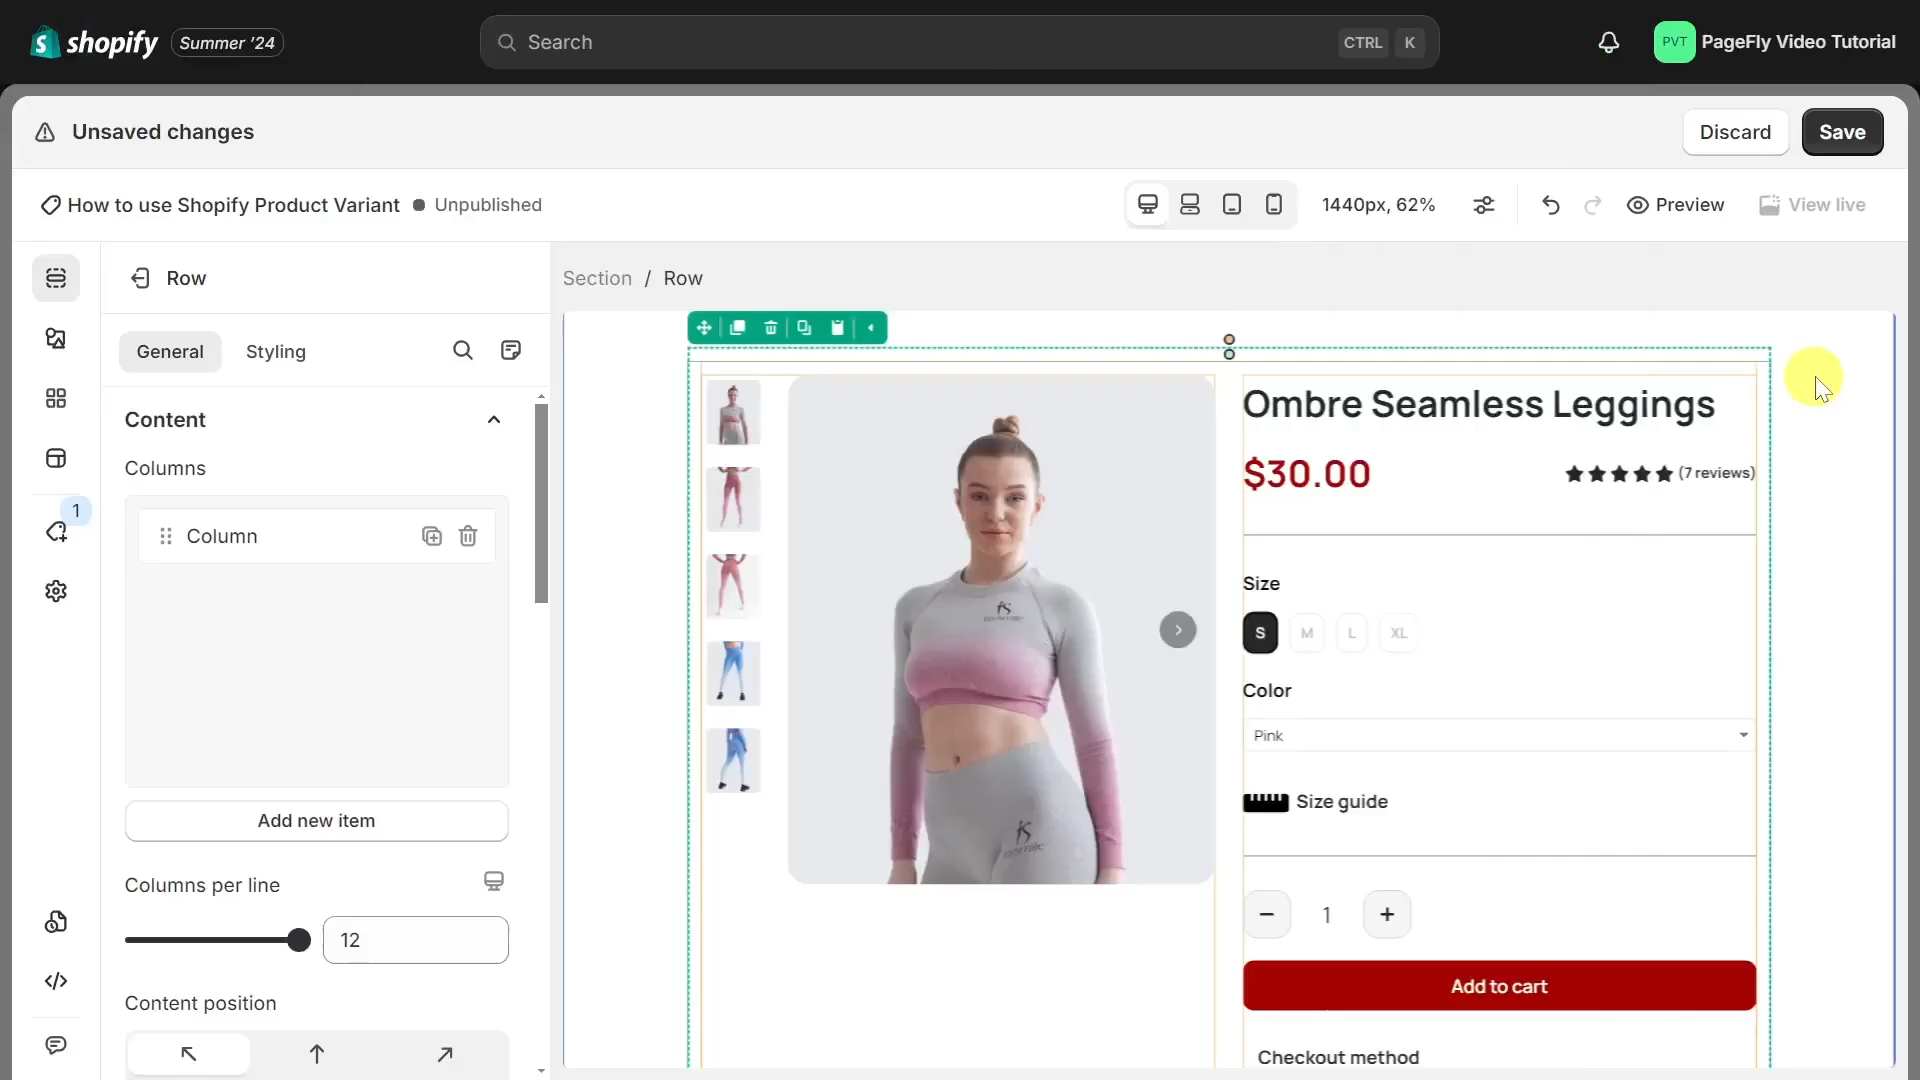 shopify Summer '24
Search
CTRL K
PVT PageFly Video Tutorial
Unsaved changes
Discard Save
How to use Shopify Product Variant Unpublished
1440px, 62%
Preview View live
Row
Section / Row
General Styling
Content
Columns
1
Column
Add new item
Columns per line
12
Content position
Ombre Seamless Leggings
$30.00
(7 reviews)
Size
S M L XL
Color
Pink
Size guide
1
Add to cart
Checkout method